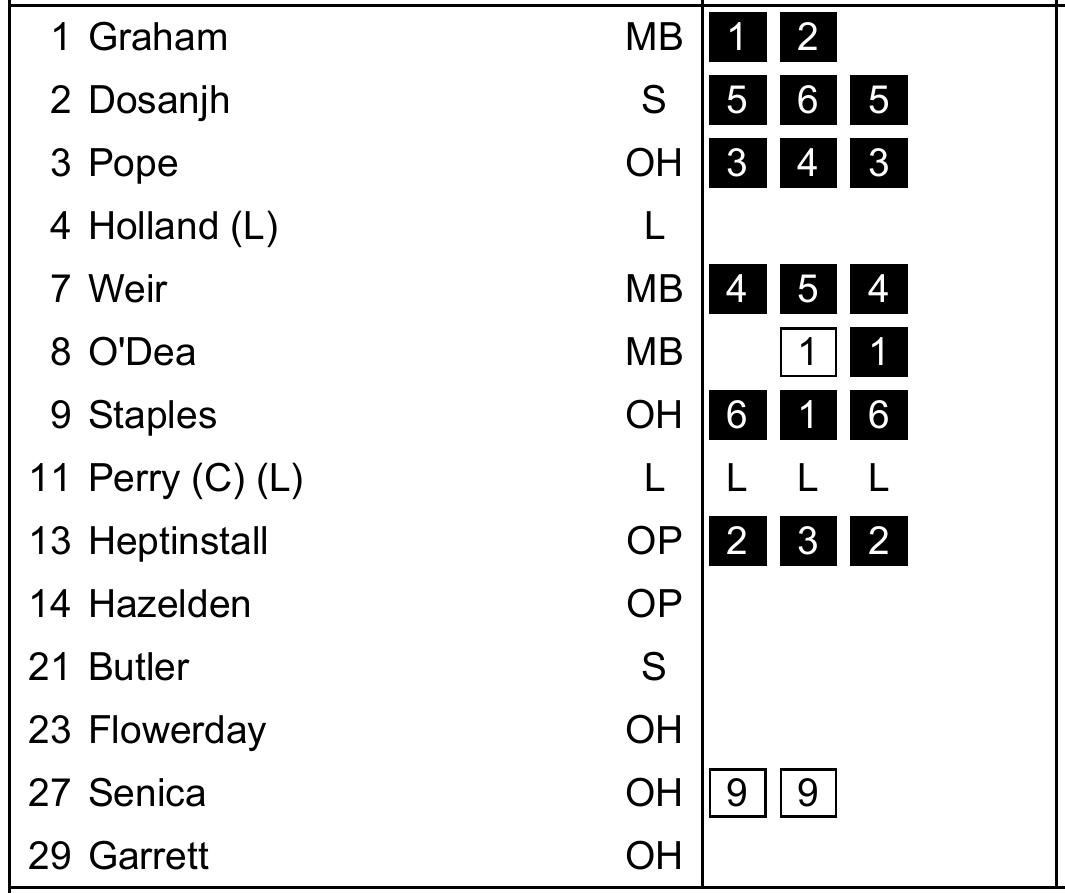 1 Graham MB 1 2
2 Dosanjh S 5 6 5
3 Pope OH 3 4 3
4 Holland (L) L
7 Weir MB 4 5 4
8 O'Dea MB 1 1
9 Staples OH 6 1 6
11 Perry (C) (L) L L L L
13 Heptinstall OP 2 3 2
14 Hazelden OP
21 Butler S
23 Flowerday OH
27 Senica OH 9 9
29 Garrett OH